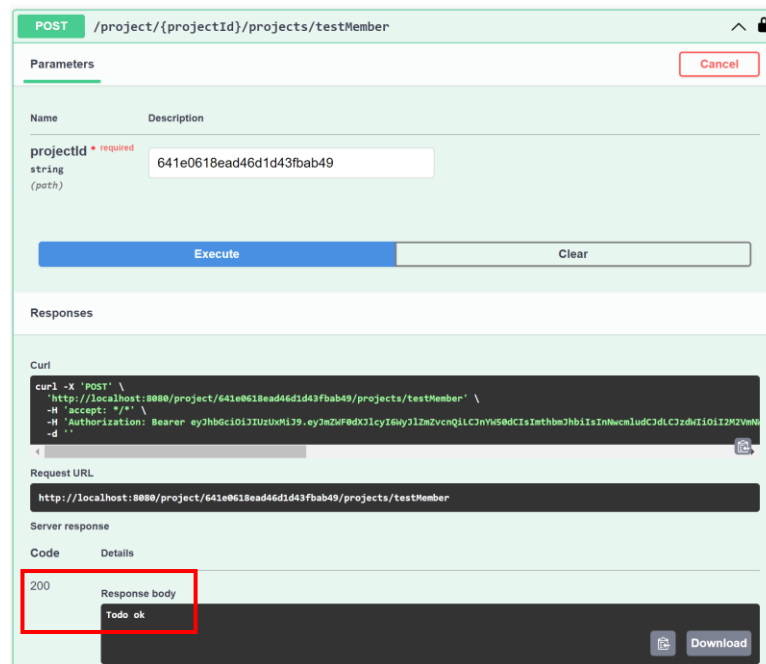 POST /project/{projectId}/projects/testMember
Parameters
Cancel
Name Description
projectId * required
string
(path)
641e0618ead46d1d43fbab49
Execute Clear
Responses
Curl
curl -X 'POST' \
'http://localhost:8080/project/641e0618ead46d1d43fbab49/projects/testMember' \
-H 'accept: */*' \
-H 'Authorization: Bearer
-d ''
Request URL
http://localhost:8080/project/641e0618ead46d1d43fbab49/projects/testMember
Server response
Code Details
200
Response body
Todo ok
Download